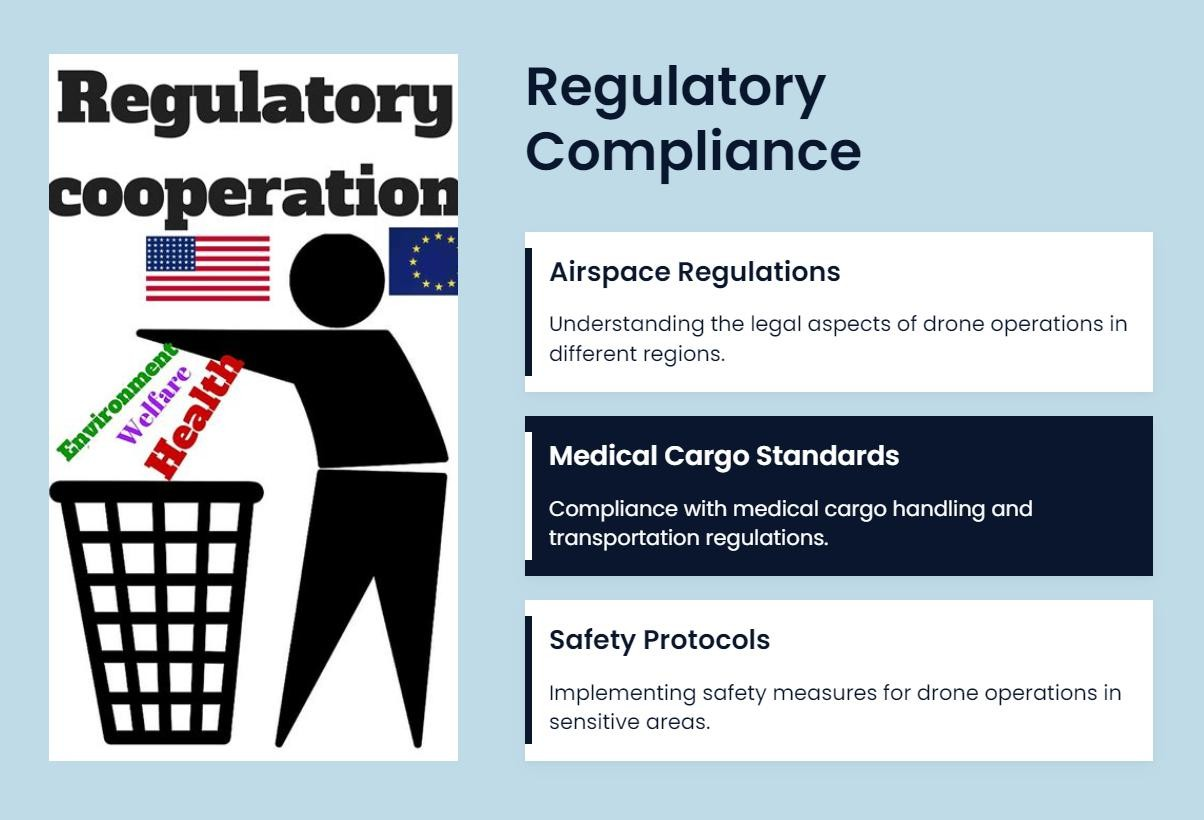 Regulatory
cooperation
Environment
Welfare
Health
Regulatory
Compliance
Airspace Regulations
Understanding the legal aspects of drone operations in
different regions.
Medical Cargo Standards
Compliance with medical cargo handling and
transportation regulations.
Safety Protocols
Implementing safety measures for drone operations in
sensitive areas.